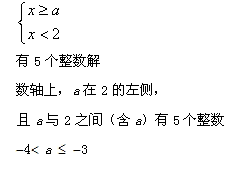 x ≥ a
x < 2
有 5 个整数解
数轴上，a 在 2 的左侧，
且 a 与 2 之间（含 a）有 5 个整数
-4< a ≤ -3